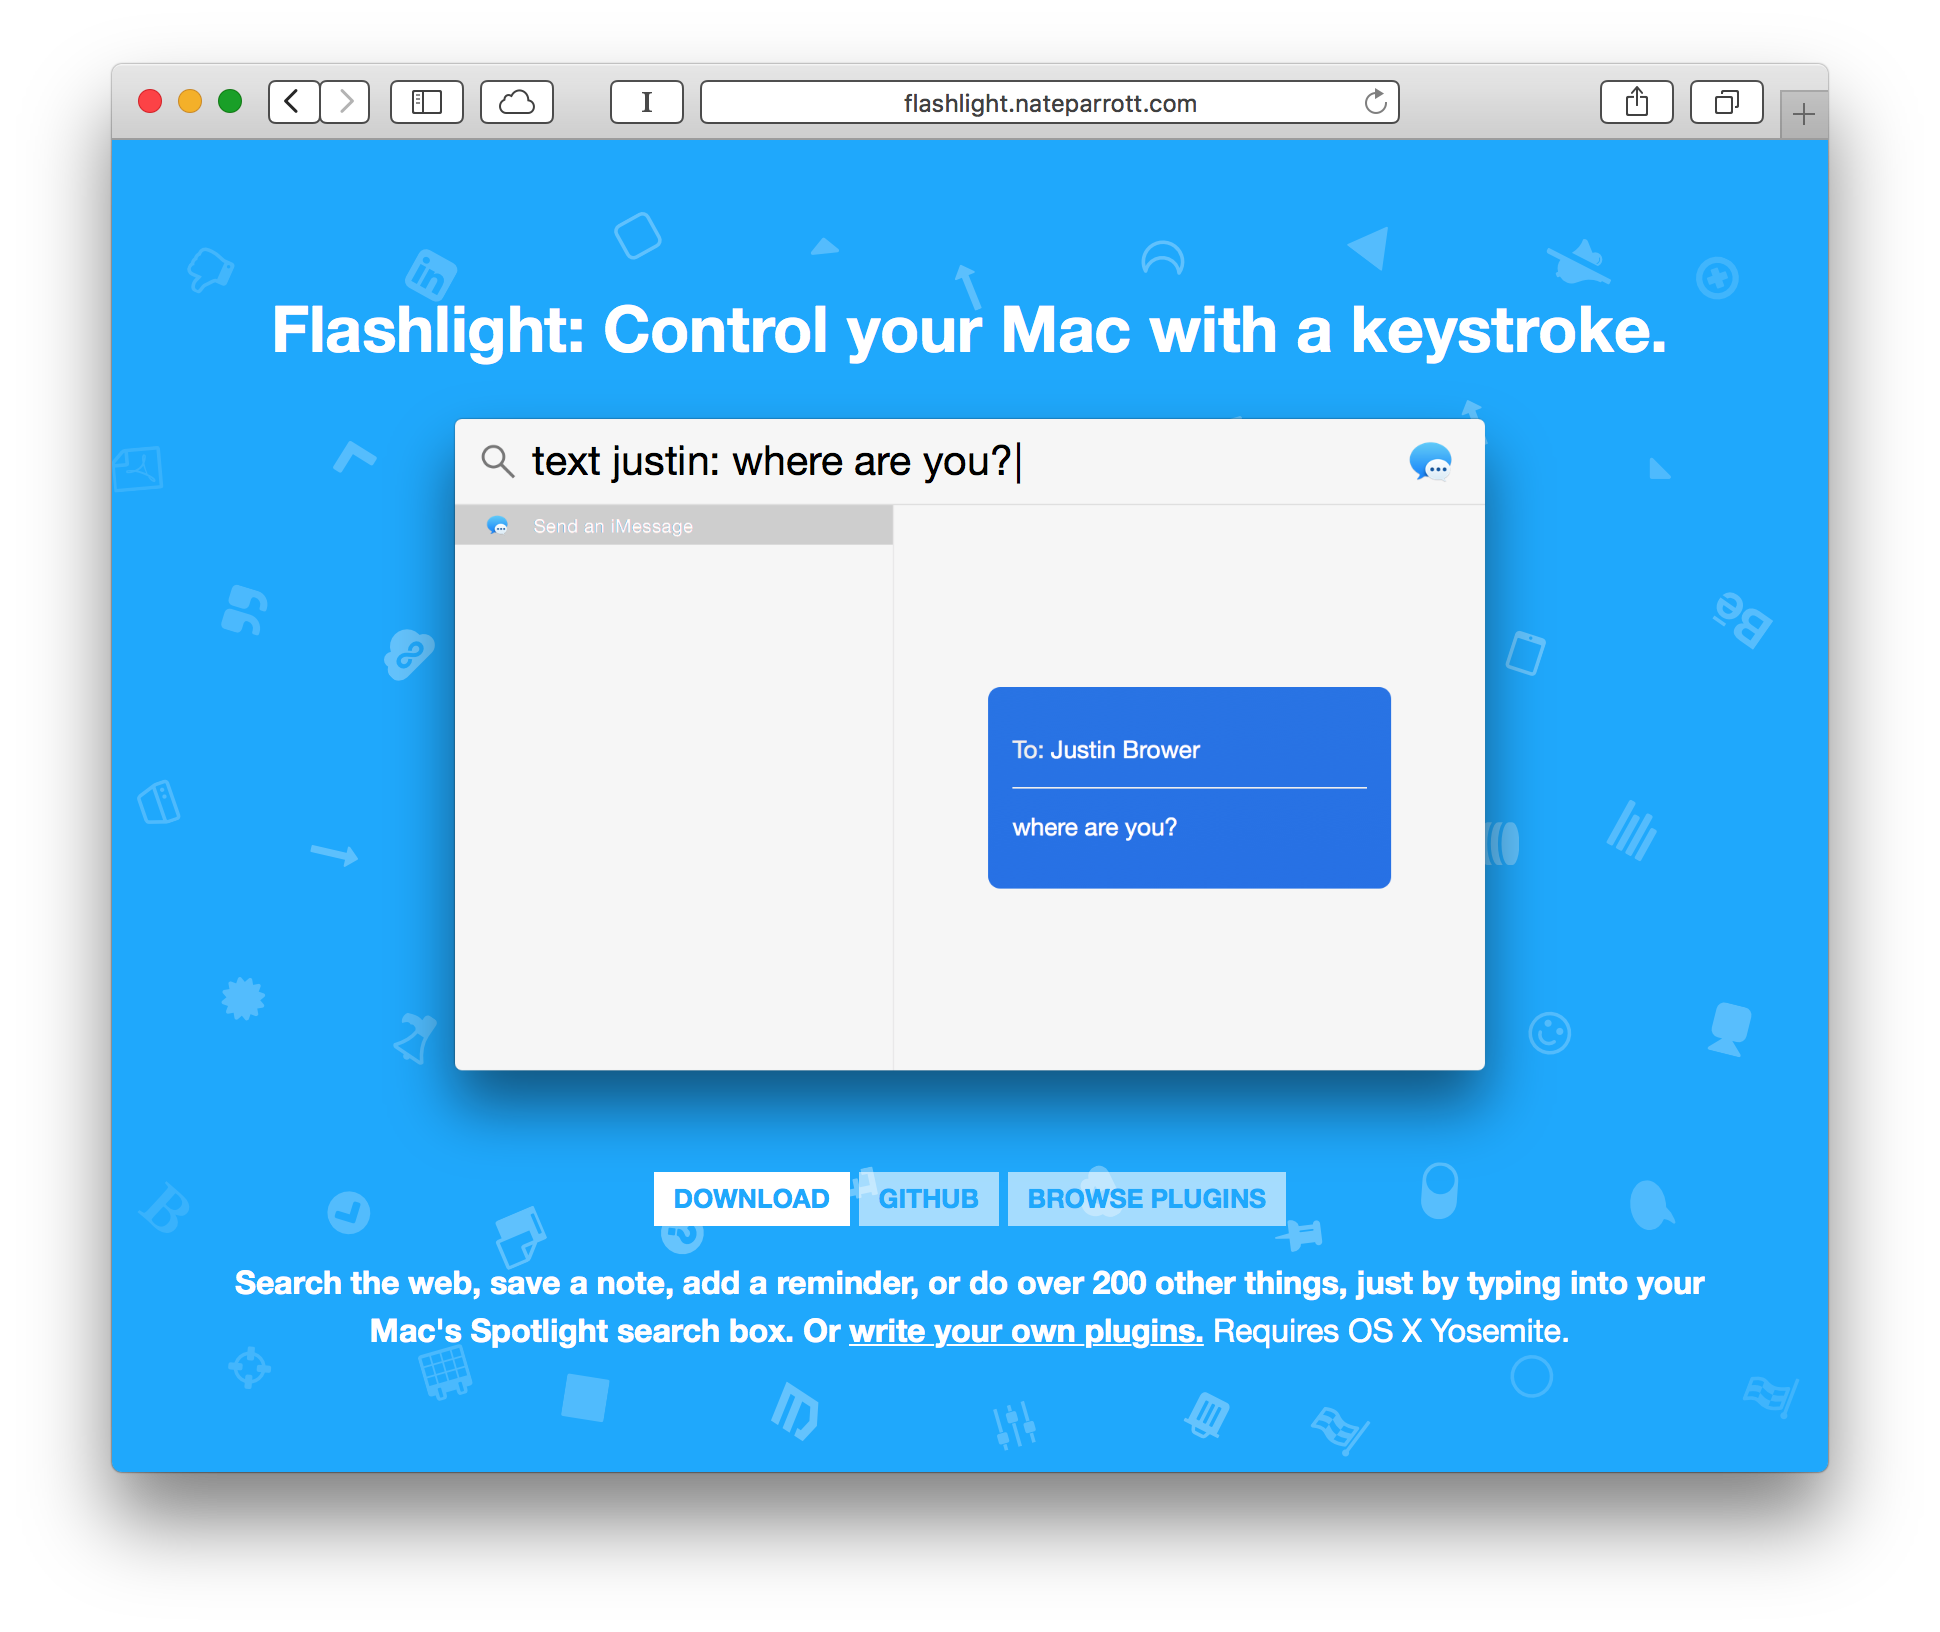 flashlight.nateparrott.com
Flashlight: Control your Mac with a keystroke.
text justin: where are you?
Send an iMessage
To: Justin Brower
where are you?
DOWNLOAD GITHUB BROWSE PLUGINS
Search the web, save a note, add a reminder, or do over 200 other things, just by typing into your
Mac's Spotlight search box. Or write your own plugins. Requires OS X Yosemite.